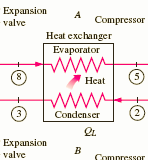 Expansion
valve
A
Compressor
Heat exchanger
Evaporator
8
5
Heat
3
2
Condenser
QL
Expansion
valve
B
Compressor